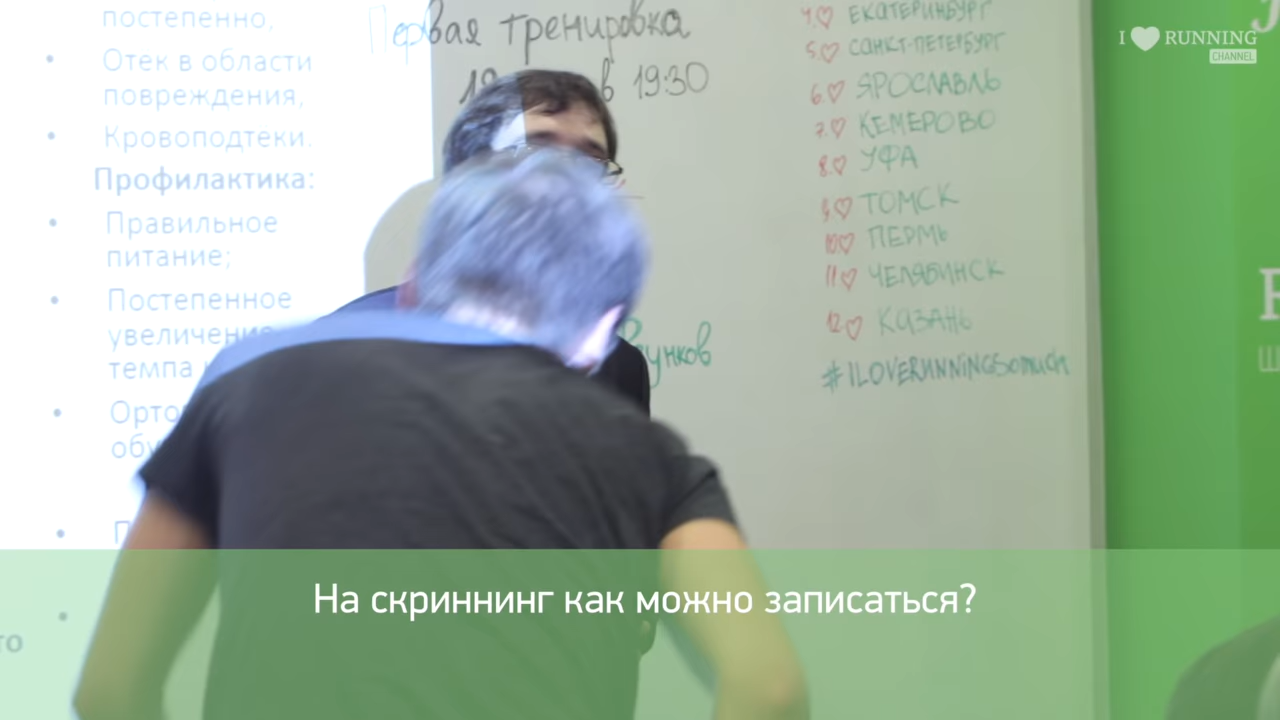 постепенно,
• Отек в области
повреждения,
• Кровоподтеки.
Профилактика:
• Правильное
питание;
• Постепенное
увеличение
темпа
Первая тренировка
в 19:30
4. ЕКАТЕРИНБУРГ
5. САНКТ-ПЕТЕРБУРГ
6. ЯРОСЛАВЛЬ
7. КЕМЕРОВО
8. УФА
9. ТОМСК
10 ПЕРМЬ
11 ЧЕЛЯБИНСК
12 КАЗАНЬ
#ILOVERUNNINGSOMUCH
I RUNNING
CHANNEL
На скриннинг как можно записаться?